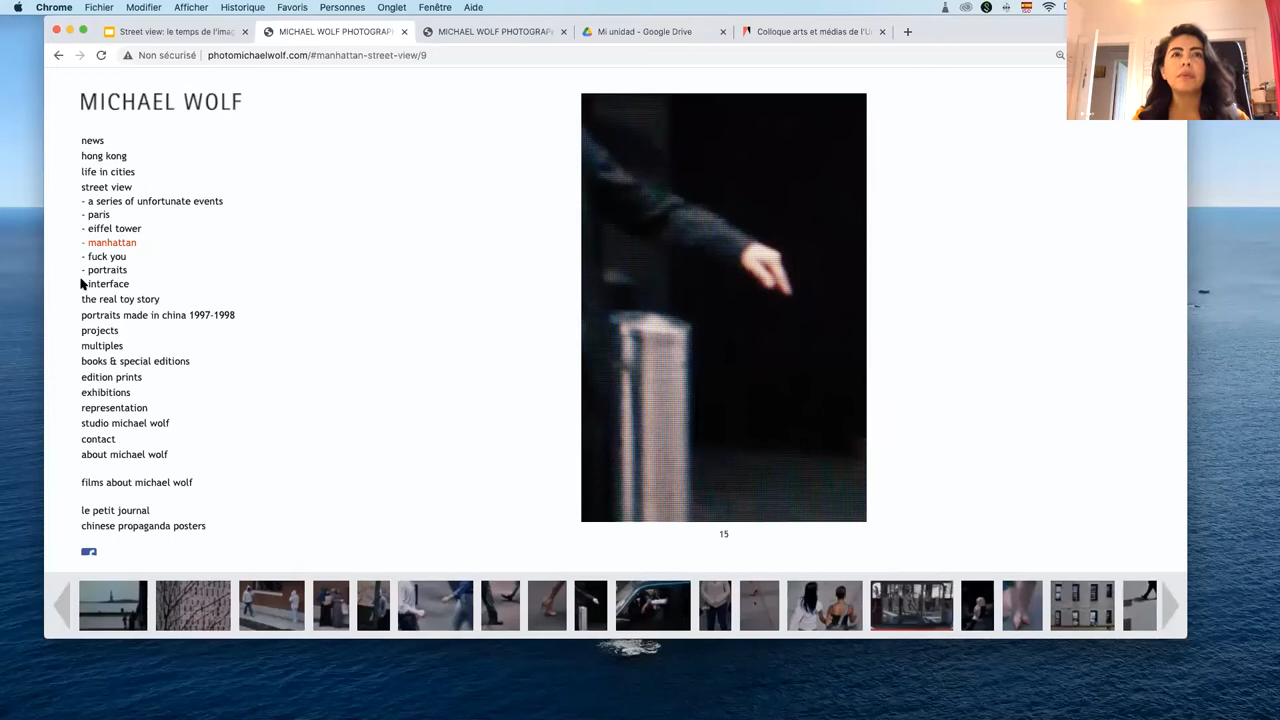 Chrome Fichier Modifier Afficher Historique Favoris Personnes Onglet Fenêtre Aide
Street view: le temps de l'imag
MICHAEL WOLF PHOTOGRAP
MICHAEL WOLF PHOTOGRAP
Mi unidad - Google Drive
Colloque arts et médias de l'U
Non sécurisé
photomichaelwolf.com/#manhattan-street-view/9
MICHAEL WOLF
news
hong kong
life in cities
street view
- a series of unfortunate events
- paris
- eiffel tower
- manhattan
- fuck you
- portraits
interface
the real toy story
portraits made in china 1997-1998
projects
multiples
books & special editions
edition prints
exhibitions
representation
studio michael wolf
contact
about michael wolf
films about michael wolf
le petit journal
chinese propaganda posters
15